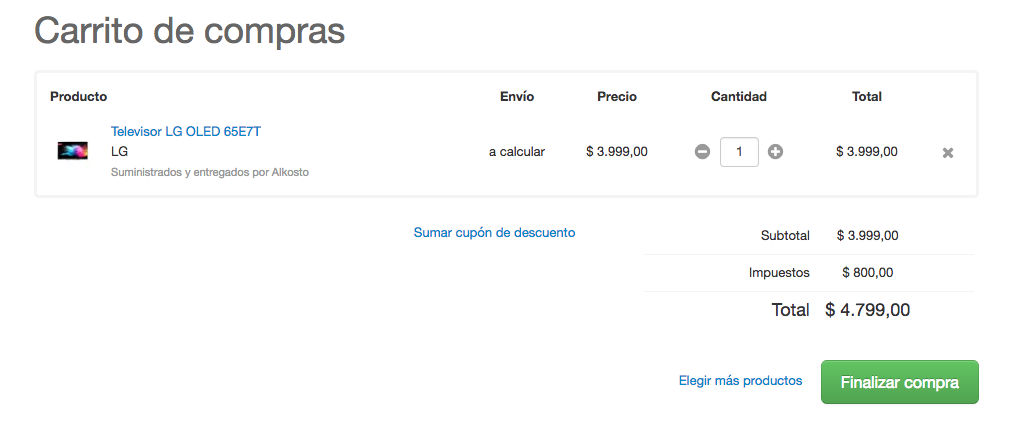 Carrito de compras
Producto Envío Precio Cantidad Total
Televisor LG OLED 65E7T
LG a calcular $ 3.999,00 1 $ 3.999,00
Suministrados y entregados por Alkosto
Sumar cupón de descuento
Subtotal $ 3.999,00
Impuestos $ 800,00
Total $ 4.799,00
Elegir más productos Finalizar compra